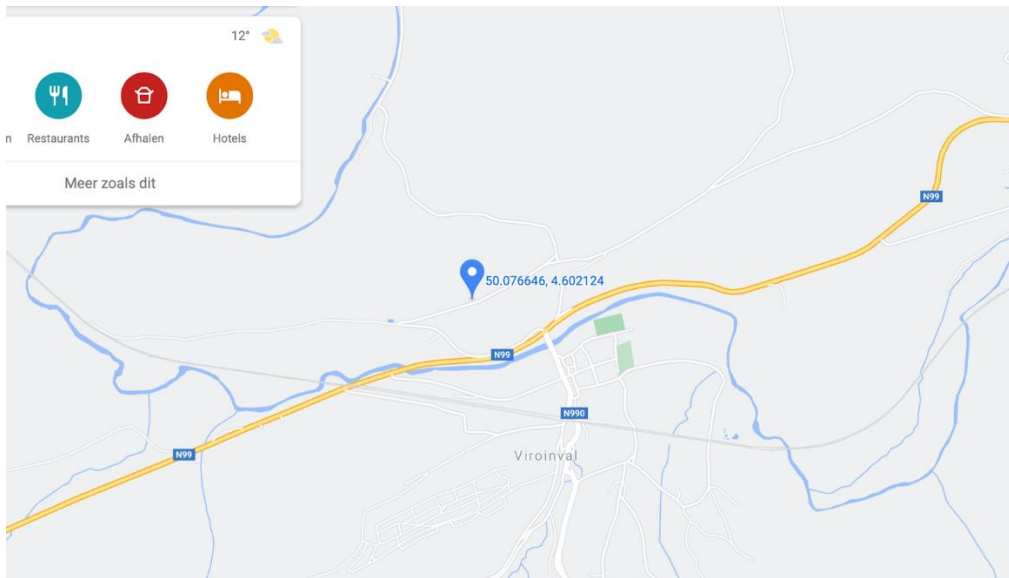 12°
n
Restaurants
Afhalen
Hotels
Meer zoals dit
N99
50.076646, 4.602124
N99
N990
N99
Viroinval